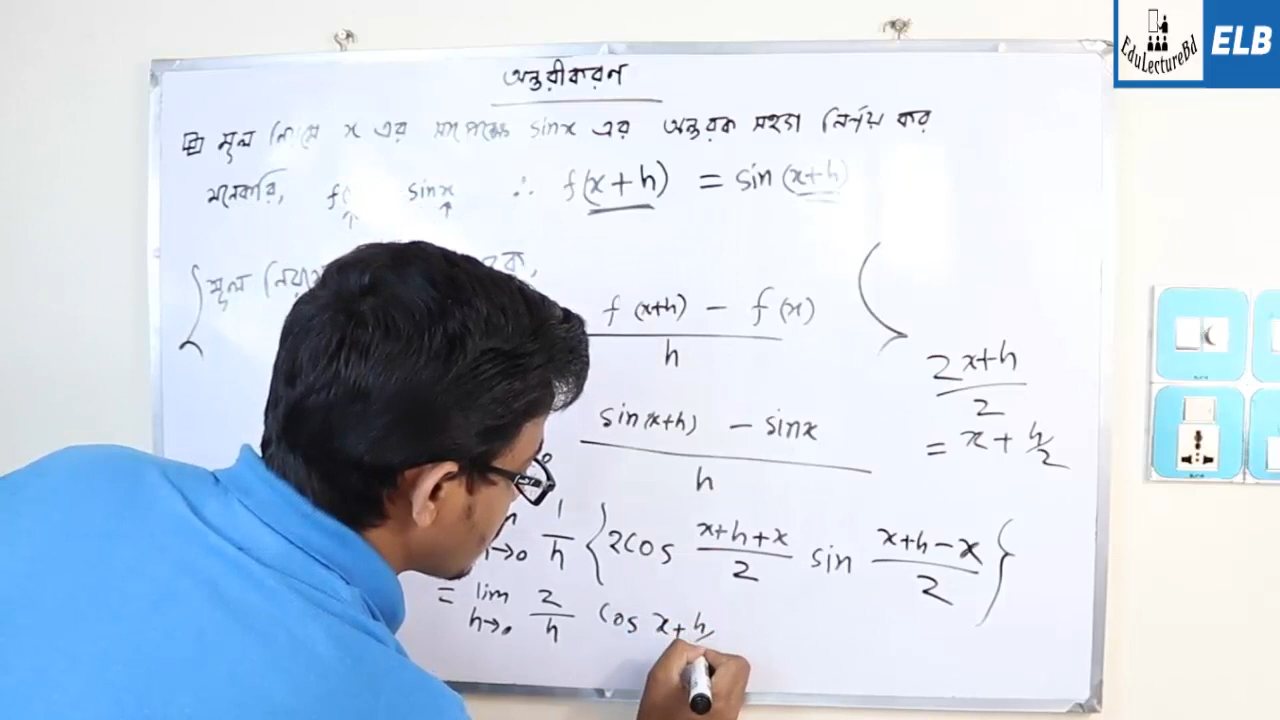 EduLectureBd ELB
অন্তরীকরণ
মূল নিয়মে x এর সাপেক্ষে sinx এর অন্তরক সহগ নির্ণয় কর
মনেকরি, f( sinx ∴ f(x+h) = sin(x+h)
মূল
f(x+h) − f(x)
h
sin(x+h) − sinx
h
2x+h
2
= x + h/2
h→0 1/h {2cos (x+h+x)/2 sin (x+h−x)/2}
= lim h→0 2/h cos x+h/